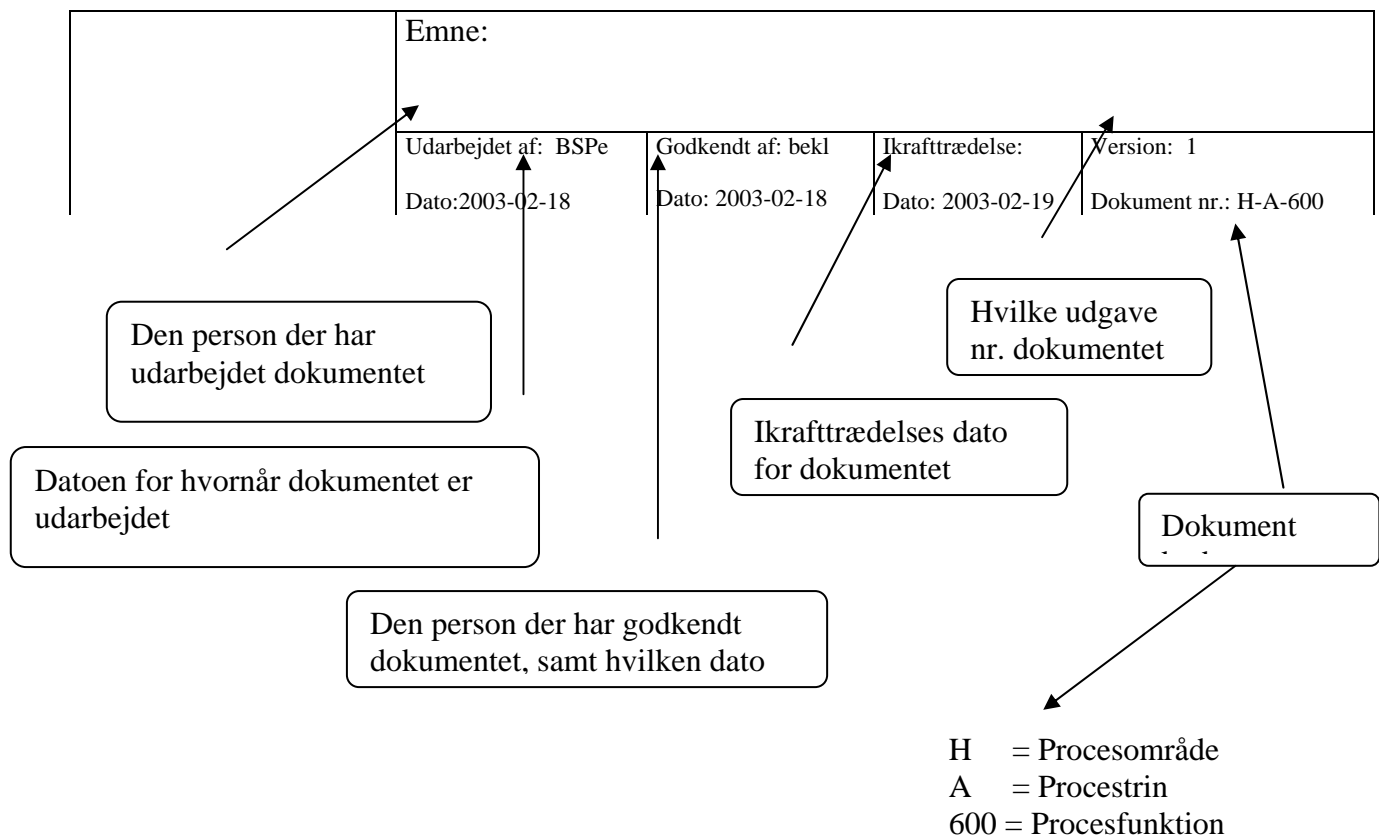 Emne:
Udarbejdet af: BSPe
Dato:2003-02-18
Godkendt af: bekl
Dato: 2003-02-18
Ikrafttrædelse:
Dato: 2003-02-19
Version: 1
Dokument nr.: H-A-600
Den person der har
udarbejdet dokumentet
Datoen for hvornår dokumentet er
udarbejdet
Den person der har godkendt
dokumentet, samt hvilken dato
Ikrafttrædelses dato
for dokumentet
Hvilke udgave
nr. dokumentet
Dokument
H = Procesområde
A = Procestrin
600 = Procesfunktion